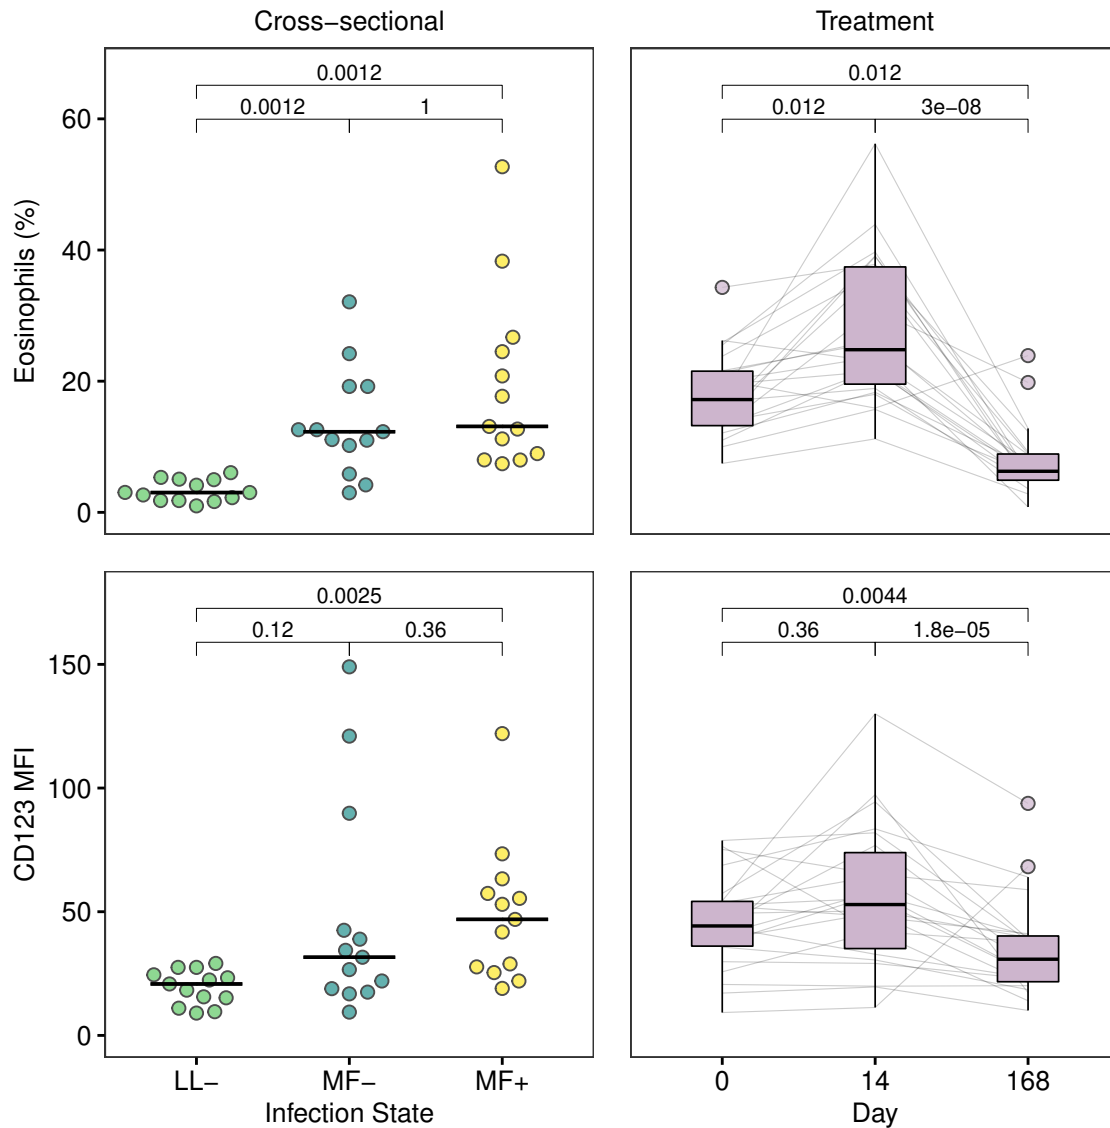 Cross−sectional
Treatment
0.0012
0.0012
1
0.012
0.012
3e−08
Eosinophils (%)
60
40
20
0
0.0025
0.12
0.36
0.0044
0.36
1.8e−05
CD123 MFI
150
100
50
0
LL−
MF−
MF+
Infection State
0
14
168
Day